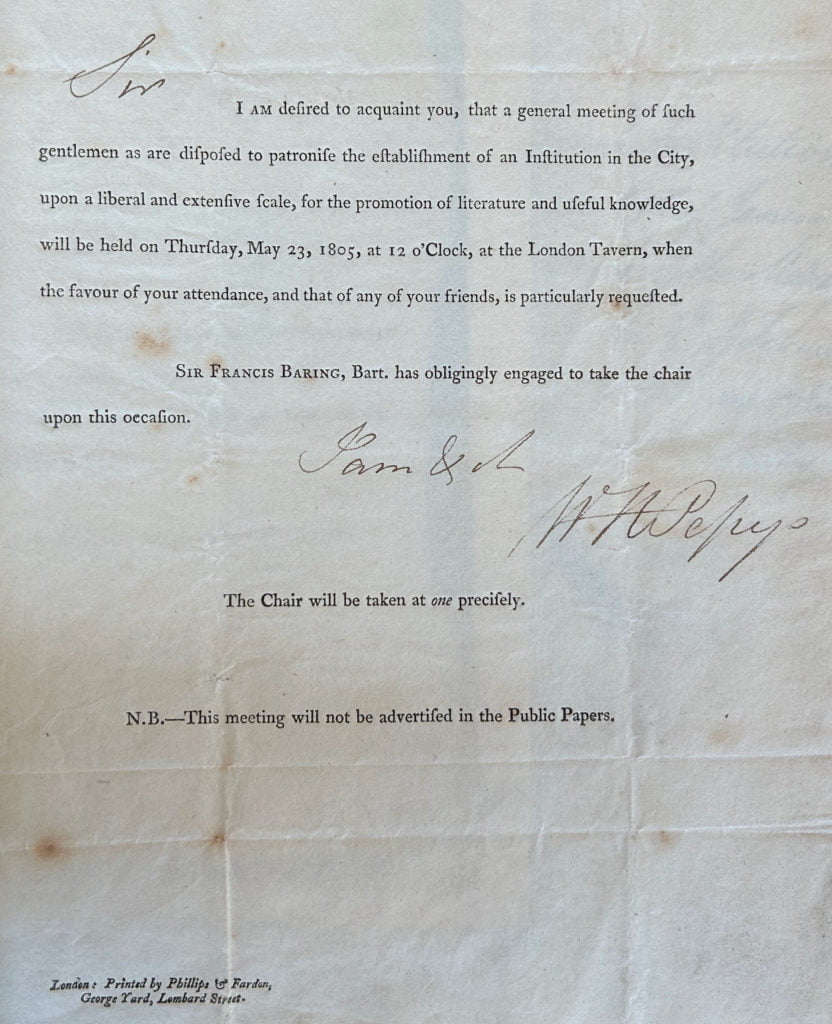 Sir
I AM deſired to acquaint you, that a general meeting of ſuch
gentlemen as are diſpoſed to patroniſe the eſtabliſhment of an Inſtitution in the City,
upon a liberal and extenſive ſcale, for the promotion of literature and uſeful knowledge,
will be held on Thurſday, May 23, 1805, at 12 o'Clock, at the London Tavern, when
the favour of your attendance, and that of any of your friends, is particularly requeſted.
SIR FRANCIS BARING, Bart. has obligingly engaged to take the chair
upon this occaſion.
I am &c
W H Pepys
The Chair will be taken at one preciſely.
N.B.—This meeting will not be advertiſed in the Public Papers.
London: Printed by Phillips & Fardon,
George Yard, Lombard Street.